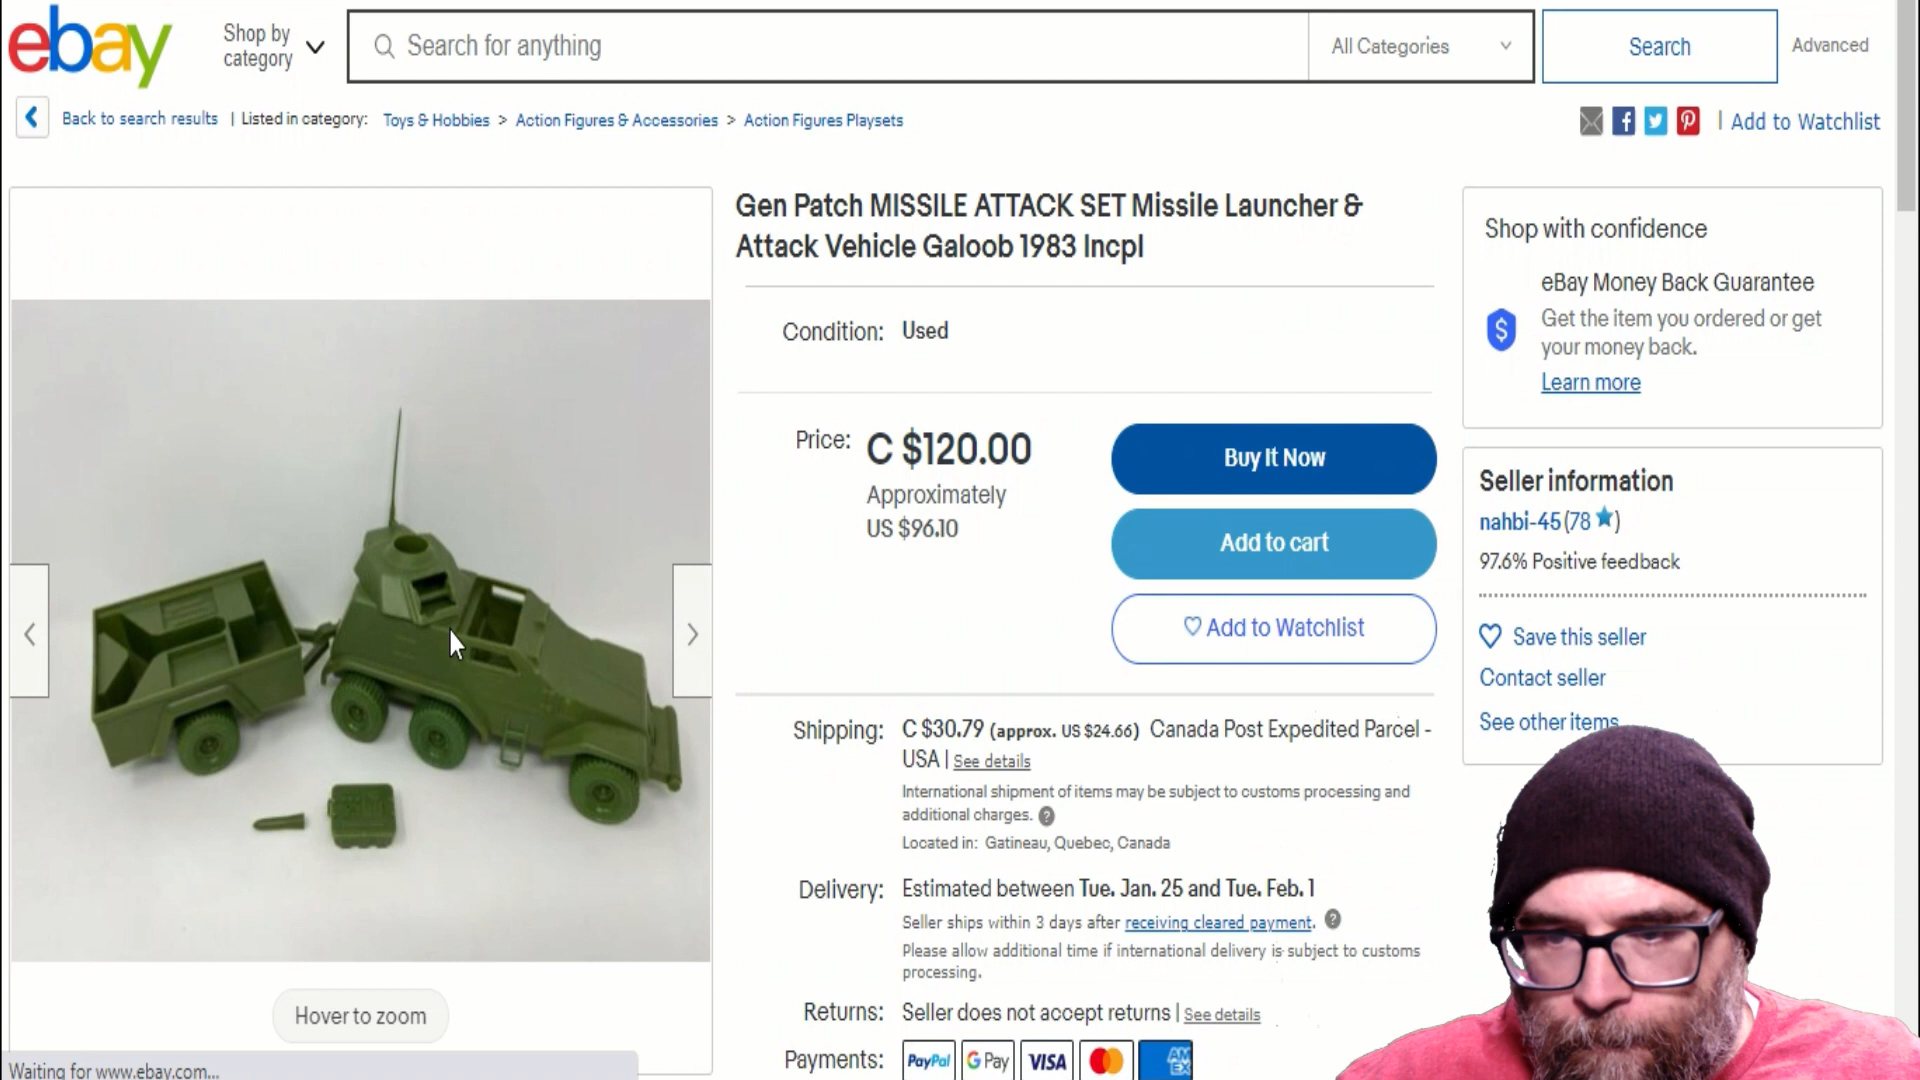 ebay
Shop by
category
Search for anything
All Categories
Search
Advanced
Back to search results | Listed in category: Toys & Hobbies > Action Figures & Accessories > Action Figures Playsets
| Add to Watchlist
Gen Patch MISSILE ATTACK SET Missile Launcher &
Attack Vehicle Galoob 1983 Incpl
Condition: Used
Price: C $120.00
Approximately
US $96.10
Buy It Now
Add to cart
Add to Watchlist
Shipping: C $30.79 (approx. US $24.66) Canada Post Expedited Parcel -
USA | See details
International shipment of items may be subject to customs processing and
additional charges. ?
Located in: Gatineau, Quebec, Canada
Delivery: Estimated between Tue. Jan. 25 and Tue. Feb. 1
Seller ships within 3 days after receiving cleared payment. ?
Please allow additional time if international delivery is subject to customs
processing.
Returns: Seller does not accept returns | See details
Payments: PayPal G Pay VISA AM EX
Shop with confidence
eBay Money Back Guarantee
$
Get the item you ordered or get
your money back.
Learn more
Seller information
nahbi-45 (78 ★)
97.6% Positive feedback
Save this seller
Contact seller
See other items
Hover to zoom
Waiting for www.ebay.com...